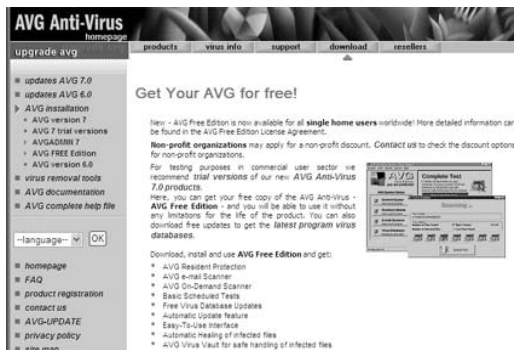 AVG Anti-Virus
homepage
upgrade avg
products
virus info
support
download
resellers
updates AVG 7.0
updates AVG 6.0
AVG installation
AVG version 7
AVG 7 trial versions
AVGADMIN 7
AVG FREE Edition
AVG version 6.0
virus removal tools
AVG documentation
AVG complete help file
--language--
OK
homepage
FAQ
product registration
contact us
AVG-UPDATE
privacy policy
site map
Get Your AVG for free!
New - AVG Free Edition is now available for all single home users worldwide! More detailed information can
be found in the AVG Free Edition License Agreement.
Non-profit organizations may apply for a non-profit discount. Contact us to check the discount options
for non-profit organizations.
For testing purposes in commercial user sector we
recommend trial versions of our new AVG Anti-Virus
7.0 products.
Here, you can get your free copy of the AVG Anti-Virus -
AVG Free Edition - and you will be able to use it without
any limitations for the life of the product. You can also
download free updates to get the latest program virus
databases.
AVG
Complete Test
Scanning ...
Download, install and use AVG Free Edition and get:
AVG Resident Protection
AVG e-mail Scanner
AVG On-Demand Scanner
Basic Scheduled Tests
Free Virus Database Updates
Automatic Update feature
Easy-To-Use Interface
Automatic Healing of infected files
AVG Virus Vault for safe handling of infected files